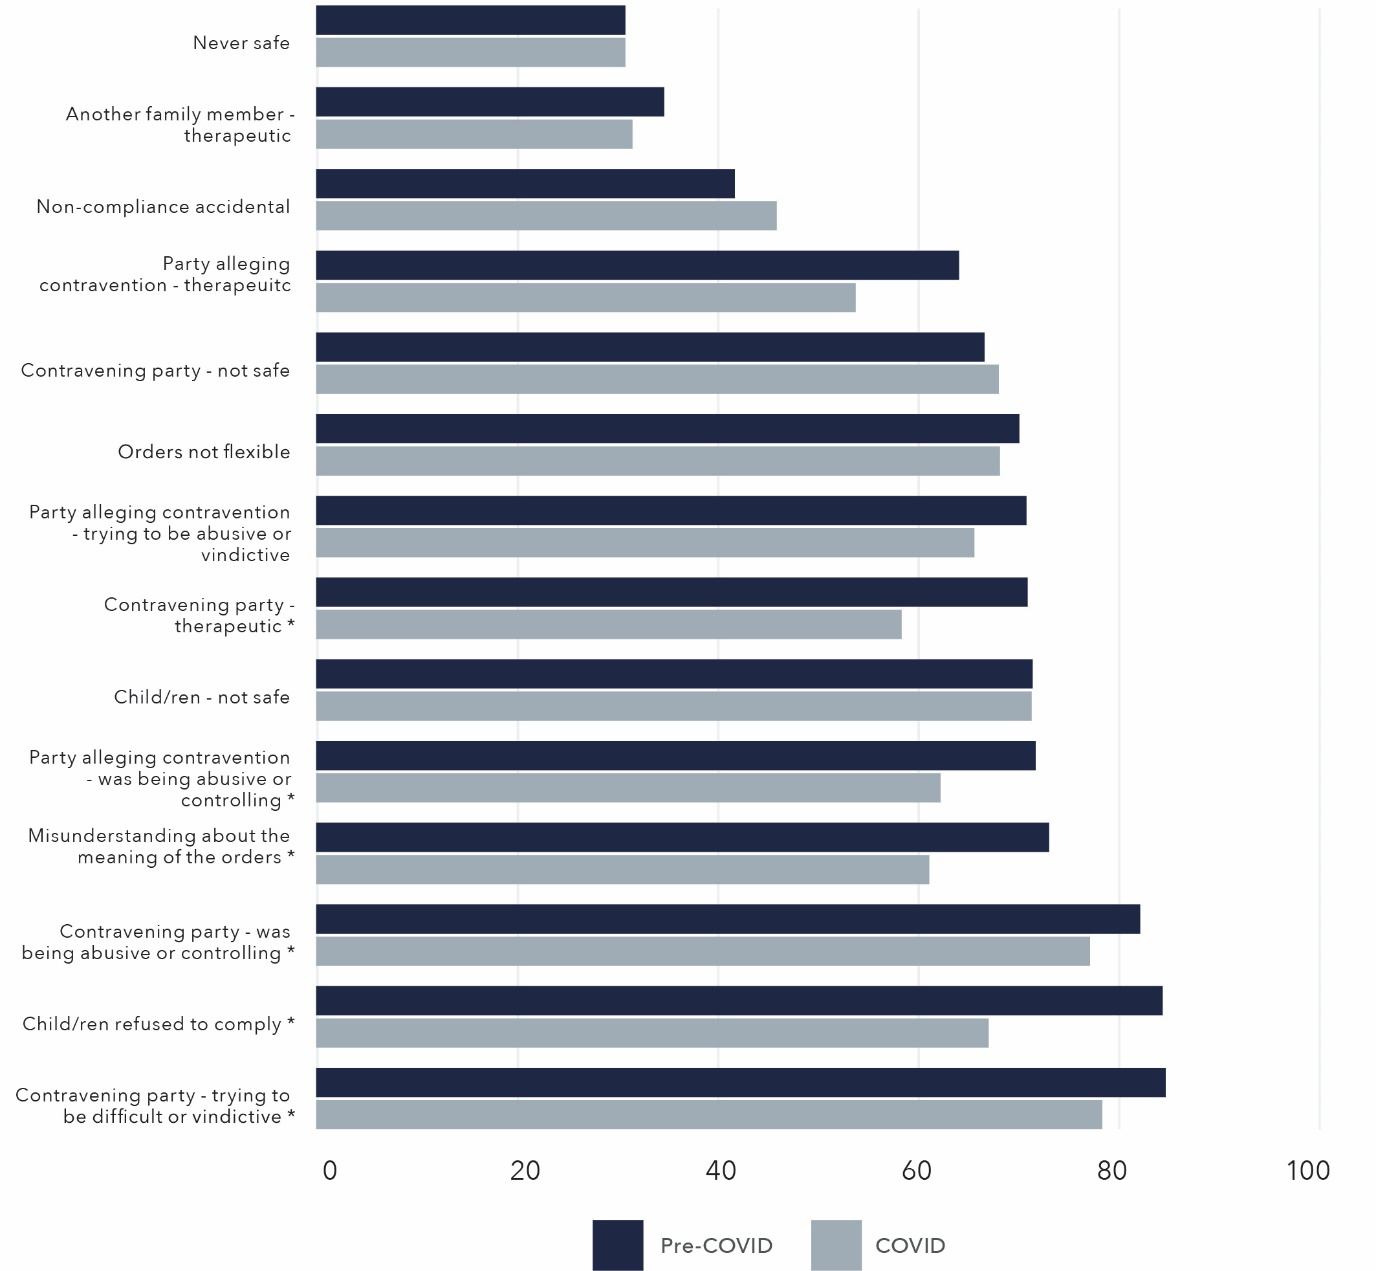 Never safe
Another family member -
therapeutic
Non-compliance accidental
Party alleging
contravention - therapeuitc
Contravening party - not safe
Orders not flexible
Party alleging contravention
- trying to be abusive or
vindictive
Contravening party -
therapeutic *
Child/ren - not safe
Party alleging contravention
- was being abusive or
controlling *
Misunderstanding about the
meaning of the orders *
Contravening party - was
being abusive or controlling *
Child/ren refused to comply *
Contravening party - trying to
be difficult or vindictive *
0 20 40 60 80 100
Pre-COVID COVID